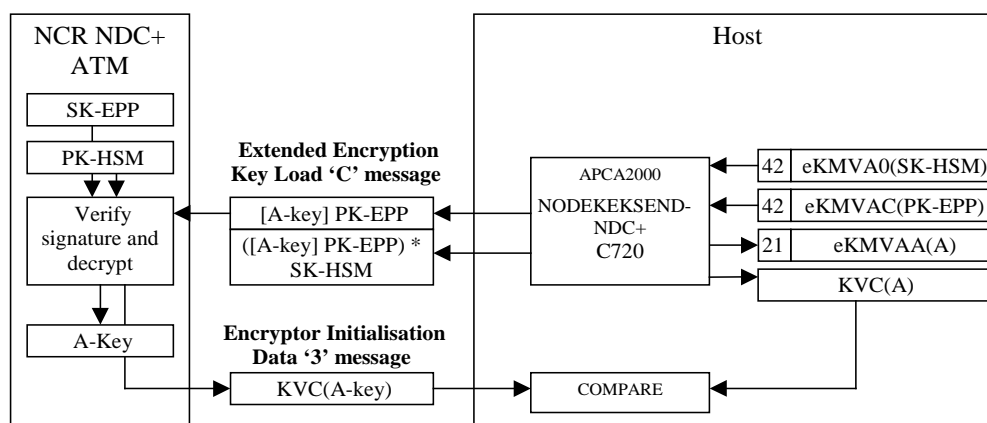 NCR NDC+
ATM
SK-EPP
PK-HSM
Verify
signature and
decrypt
A-Key
Extended Encryption
Key Load ‘C’ message
[A-key] PK-EPP
([A-key] PK-EPP) *
SK-HSM
Encryptor Initialisation
Data ‘3’ message
KVC(A-key)
Host
APCA2000
NODEKEKSEND-
NDC+
C720
42 eKMVA0(SK-HSM)
42 eKMVAC(PK-EPP)
21 eKMVAA(A)
KVC(A)
COMPARE